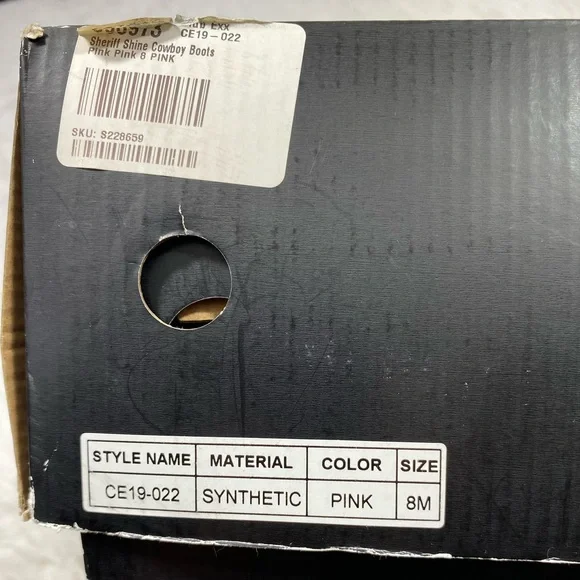 Exx
CE19-022
Sheriff Shine Cowboy Boots
Pink Pink 8 PINK
SKU: S228659
STYLE NAME MATERIAL COLOR SIZE
CE19-022 SYNTHETIC PINK 8M